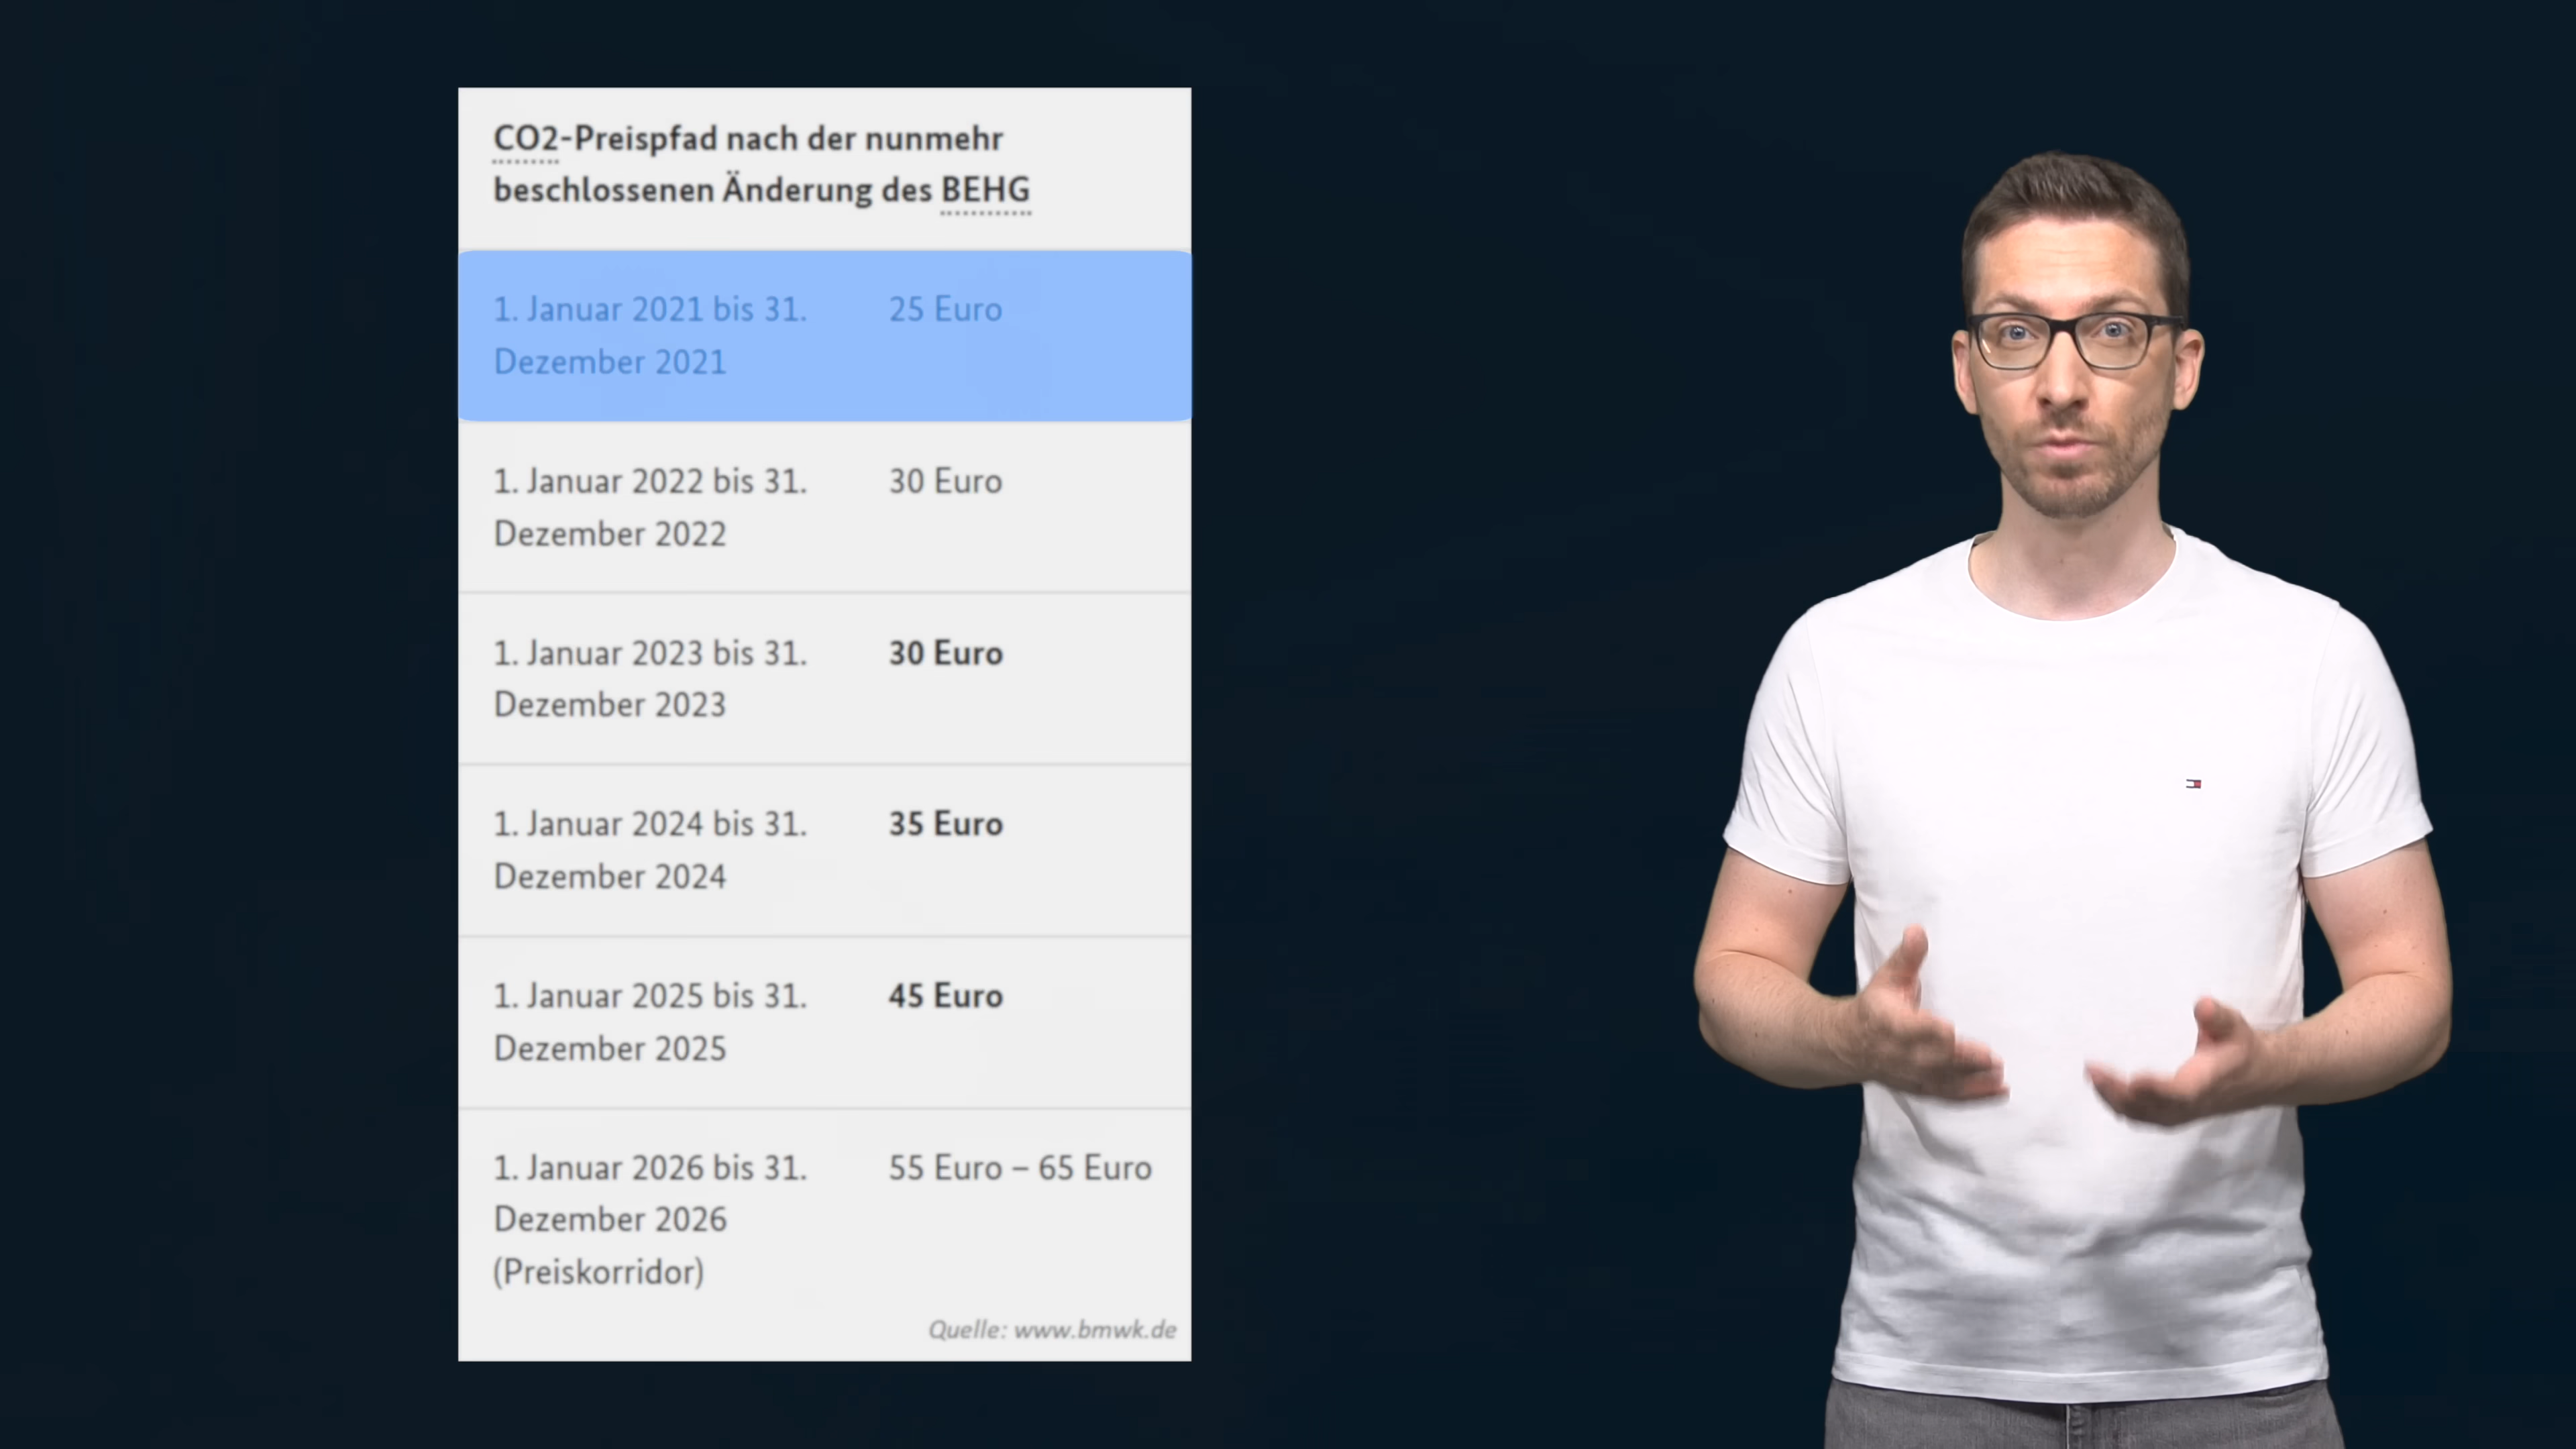 CO2-Preispfad nach der nunmehr
beschlossenen Änderung des BEHG
1. Januar 2021 bis 31. 25 Euro
Dezember 2021
1. Januar 2022 bis 31. 30 Euro
Dezember 2022
1. Januar 2023 bis 31. 30 Euro
Dezember 2023
1. Januar 2024 bis 31. 35 Euro
Dezember 2024
1. Januar 2025 bis 31. 45 Euro
Dezember 2025
1. Januar 2026 bis 31. 55 Euro – 65 Euro
Dezember 2026
(Preiskorridor)
Quelle: www.bmwk.de